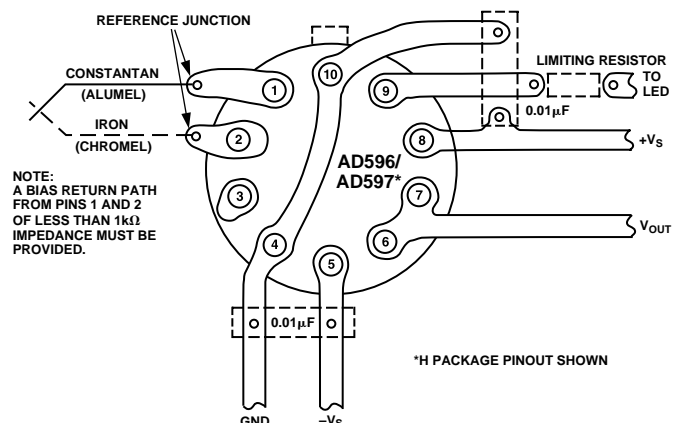 REFERENCE JUNCTION
CONSTANTAN
(ALUMEL)
IRON
(CHROMEL)
NOTE:
A BIAS RETURN PATH
FROM PINS 1 AND 2
OF LESS THAN 1kΩ
IMPEDANCE MUST BE
PROVIDED.
1
2
3
4
5
6
7
8
9
10
AD596/
AD597*
LIMITING RESISTOR
TO
LED
0.01μF
+VS
VOUT
0.01μF
*H PACKAGE PINOUT SHOWN
GND
–VS